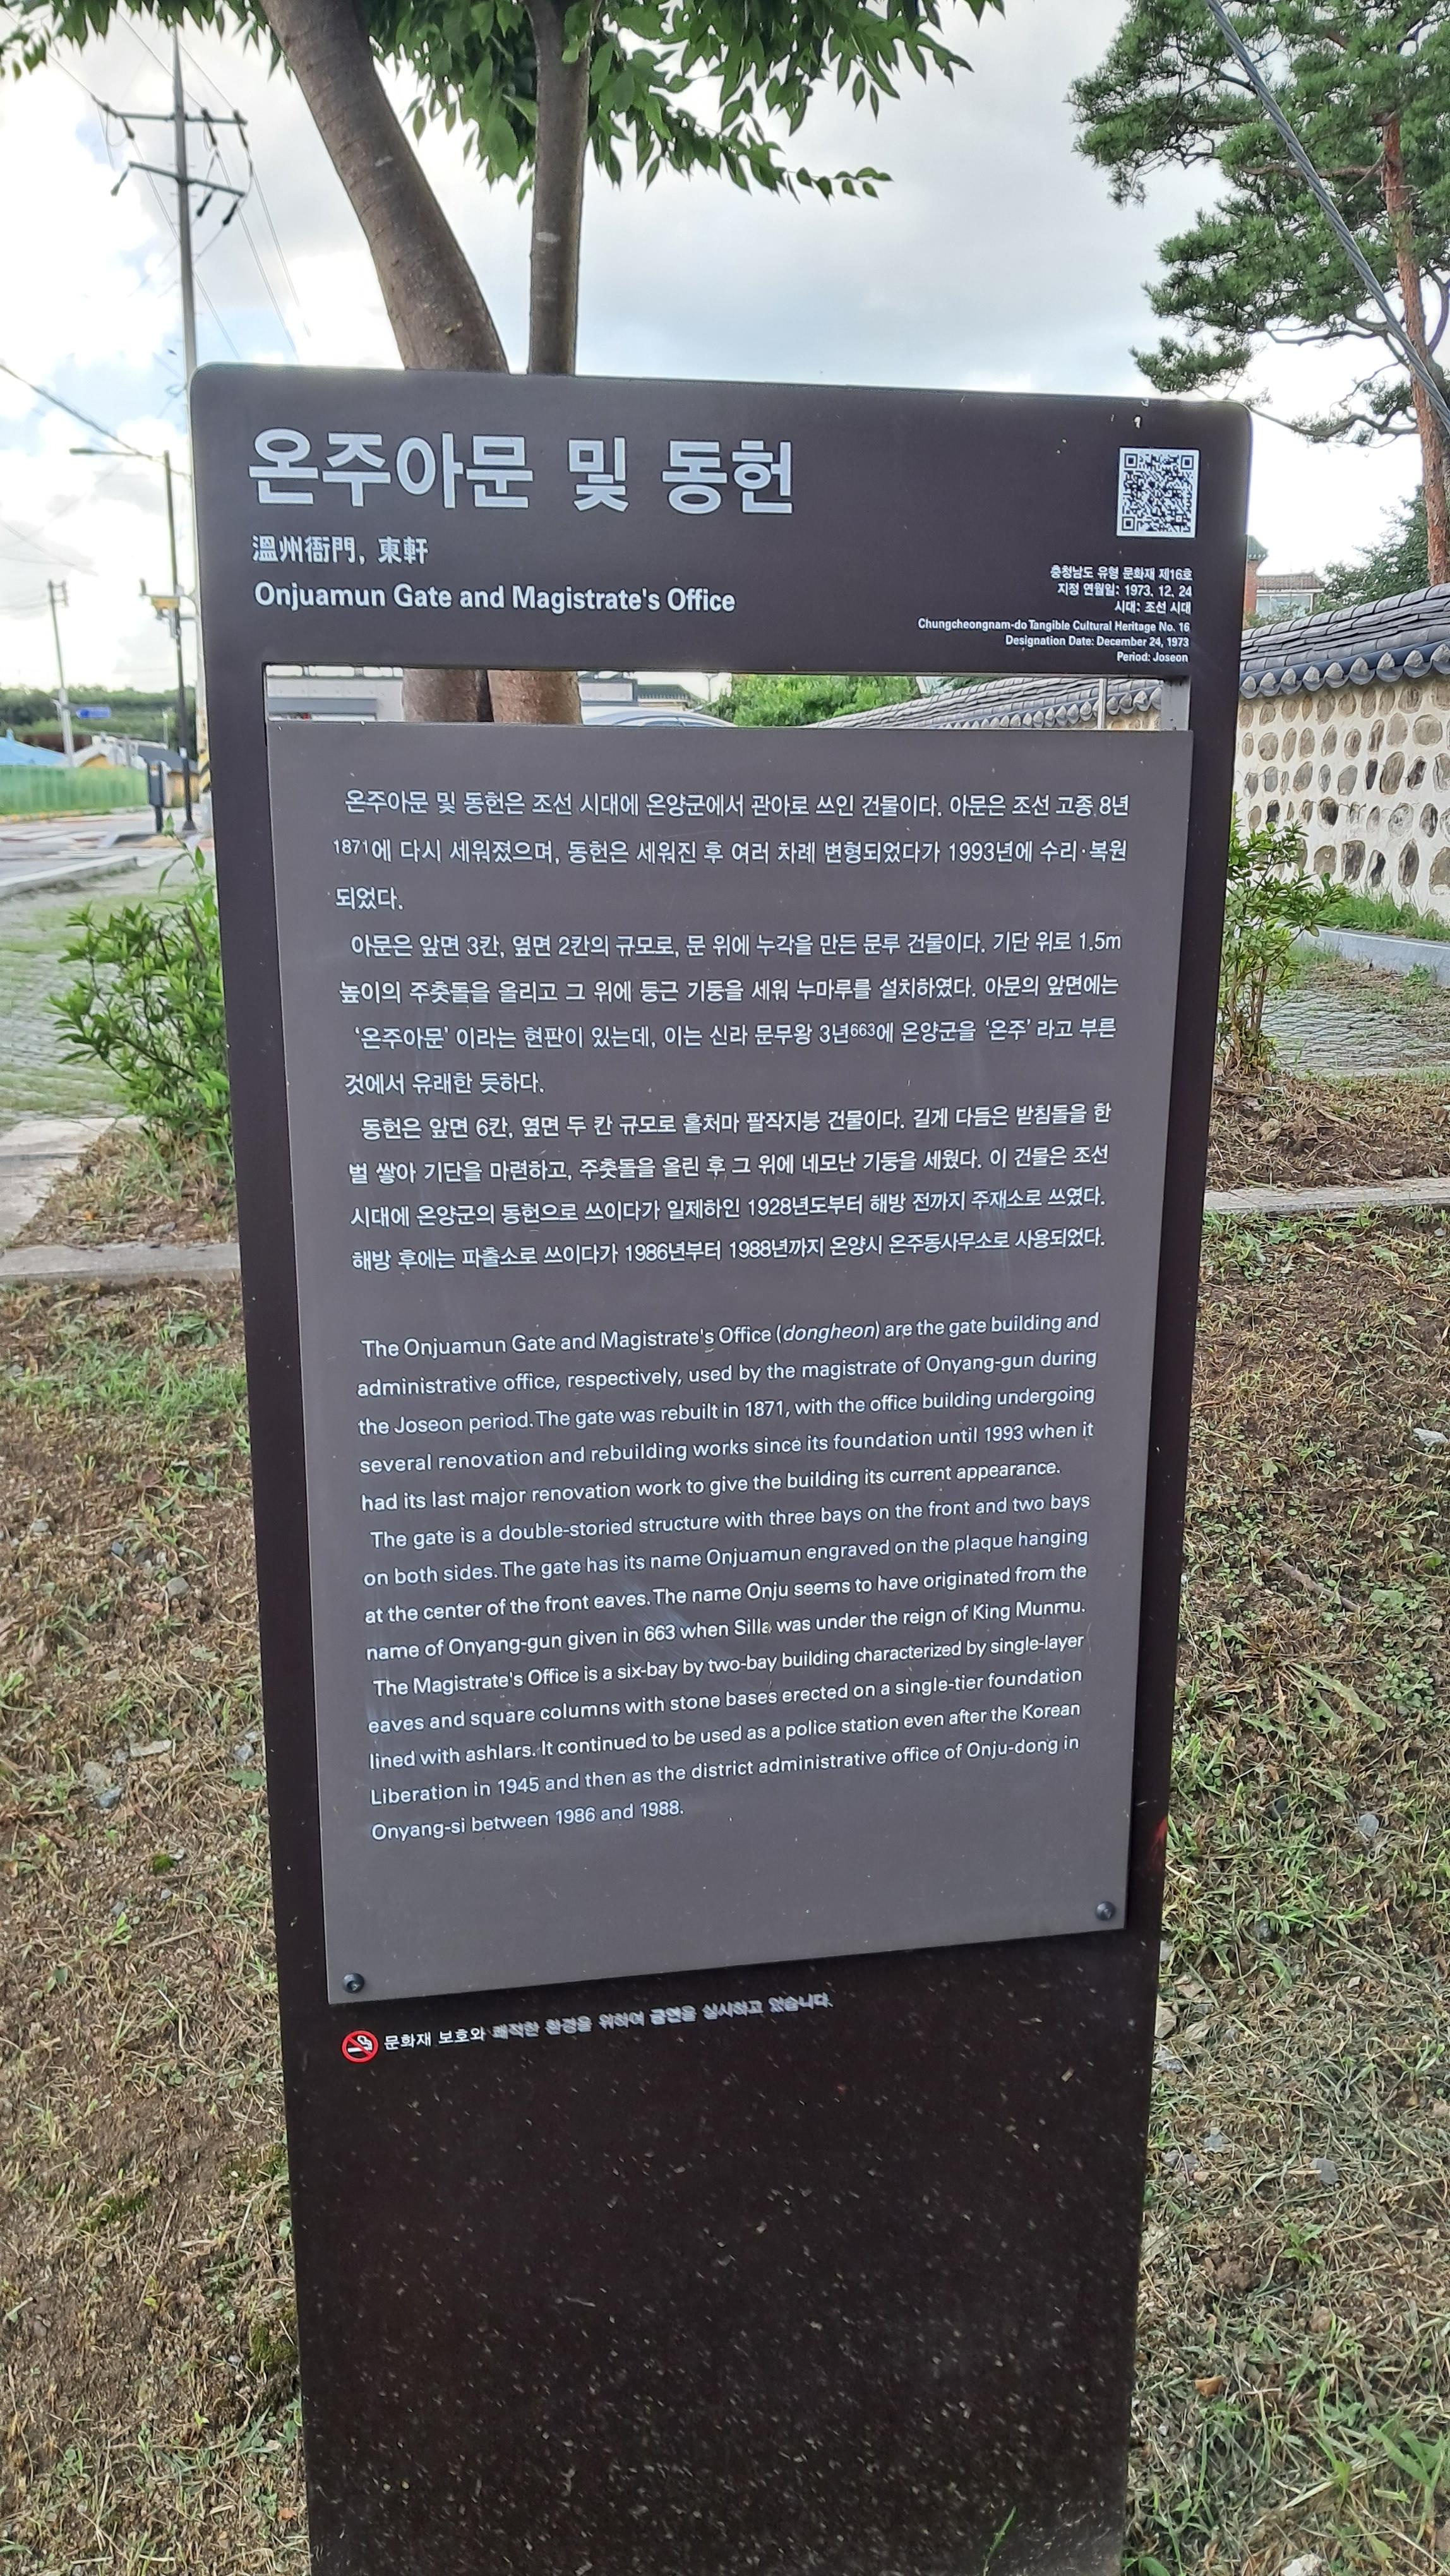 온주아문 및 동헌
溫州衙門, 東軒
Onjuamun Gate and Magistrate's Office
충청남도 유형 문화재 제16호
지정 연월일: 1973. 12. 24
시대: 조선 시대
Chungcheongnam-do Tangible Cultural Heritage No. 16
Designation Date: December 24, 1973
Period: Joseon
온주아문 및 동헌은 조선 시대에 온양군에서 관아로 쓰인 건물이다. 아문은 조선 고종 8년
1871에 다시 세워졌으며, 동헌은 세워진 후 여러 차례 변형되었다가 1993년에 수리·복원
되었다.
아문은 앞면 3칸, 옆면 2칸의 규모로, 문 위에 누각을 만든 문루 건물이다. 기단 위로 1.5m
높이의 주춧돌을 올리고 그 위에 둥근 기둥을 세워 누마루를 설치하였다. 아문의 앞면에는
‘온주아문’ 이라는 현판이 있는데, 이는 신라 문무왕 3년663에 온양군을 ‘온주’ 라고 부른
것에서 유래한 듯하다.
동헌은 앞면 6칸, 옆면 두 칸 규모로 홑처마 팔작지붕 건물이다. 길게 다듬은 받침돌을 한
벌 쌓아 기단을 마련하고, 주춧돌을 올린 후 그 위에 네모난 기둥을 세웠다. 이 건물은 조선
시대에 온양군의 동헌으로 쓰이다가 일제하인 1928년도부터 해방 전까지 주재소로 쓰였다.
해방 후에는 파출소로 쓰이다가 1986년부터 1988년까지 온양시 온주동사무소로 사용되었다.
The Onjuamun Gate and Magistrate's Office (dongheon) are the gate building and
administrative office, respectively, used by the magistrate of Onyang-gun during
the Joseon period. The gate was rebuilt in 1871, with the office building undergoing
several renovation and rebuilding works since its foundation until 1993 when it
had its last major renovation work to give the building its current appearance.
The gate is a double-storied structure with three bays on the front and two bays
on both sides. The gate has its name Onjuamun engraved on the plaque hanging
at the center of the front eaves. The name Onju seems to have originated from the
name of Onyang-gun given in 663 when Silla was under the reign of King Munmu.
The Magistrate's Office is a six-bay by two-bay building characterized by single-layer
eaves and square columns with stone bases erected on a single-tier foundation
lined with ashlars. It continued to be used as a police station even after the Korean
Liberation in 1945 and then as the district administrative office of Onju-dong in
Onyang-si between 1986 and 1988.
문화재 보호와 쾌적한 환경을 위하여 금연을 실시하고 있습니다.